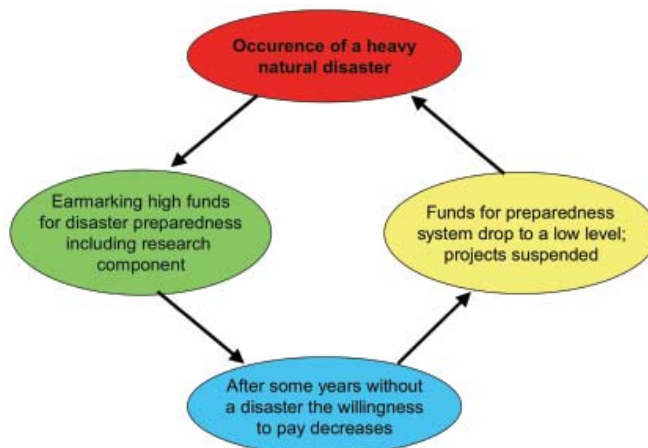 Occurence of a heavy
natural disaster
Earmarking high funds
for disaster preparedness
including research
component
Funds for preparedness
system drop to a low level;
projects suspended
After some years without
a disaster the willingness
to pay decreases